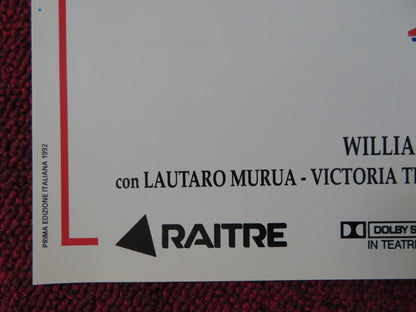 WILLIA
con LAUTARO MURUA - VICTORIA T
RAITRE
DOLBY S
IN TEATR
PRIMA EDIZIONE ITALIANA 1992